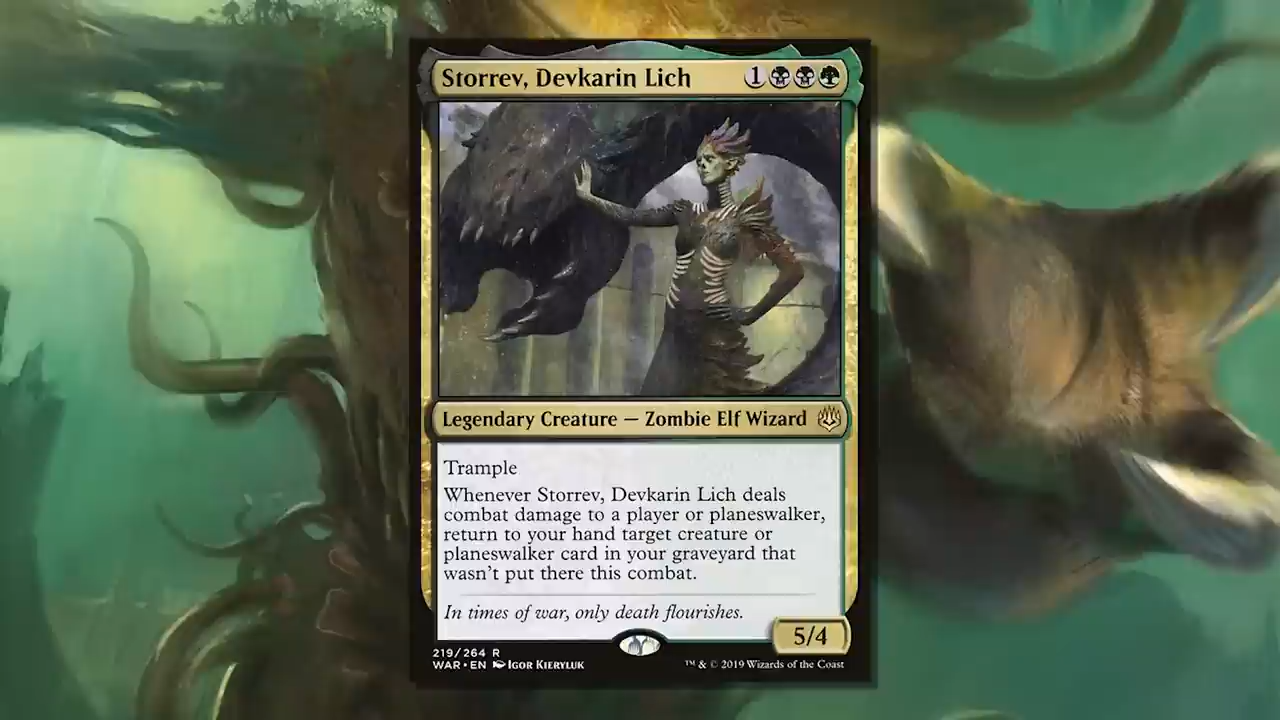 Storrev, Devkarin Lich 1
Legendary Creature — Zombie Elf Wizard
Trample
Whenever Storrev, Devkarin Lich deals
combat damage to a player or planeswalker,
return to your hand target creature or
planeswalker card in your graveyard that
wasn't put there this combat.
In times of war, only death flourishes.
5/4
219/264 R
WAR • EN Igor Kieryluk ™ & © 2019 Wizards of the Coast